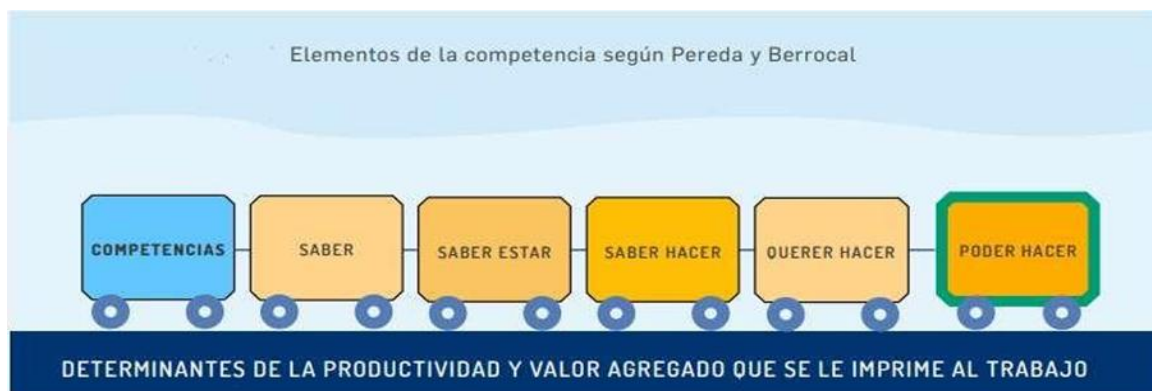 Elementos de la competencia según Pereda y Berrocal
COMPETENCIAS
SABER
SABER ESTAR
SABER HACER
QUERER HACER
PODER HACER
DETERMINANTES DE LA PRODUCTIVIDAD Y VALOR AGREGADO QUE SE LE IMPRIME AL TRABAJO